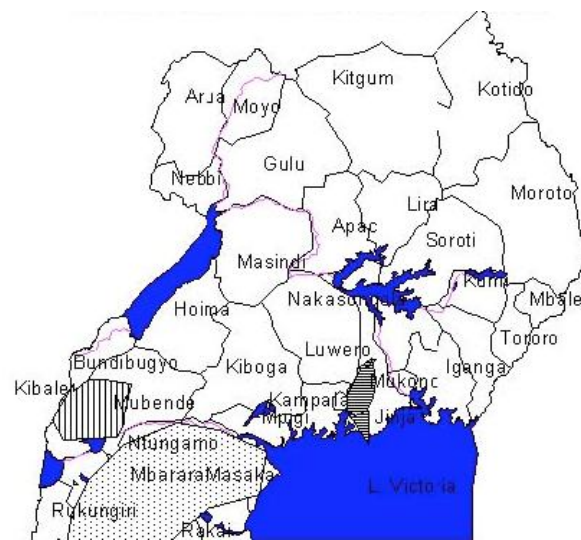 Kitgum
Kotido
Arua
Moyo
Gulu
Nebbi
Moroto
Lira
Apac
Soroti
Masindi
Kumi
Nakasongola
Mbale
Hoima
Tororo
Luwero
Bundibugyo
Iganga
Kiboga
Mukono
Kibale
Kampala
Mubende
Mpigi
Jinja
Ntungamo
Mbarara
Masaka
L. Victoria
Rukungiri
Rakai